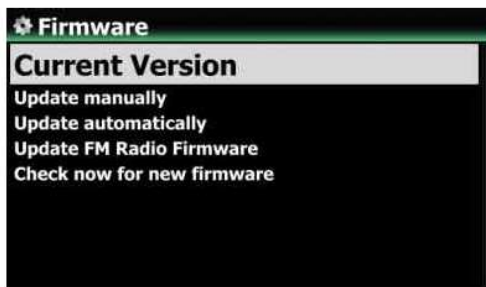 Firmware
Current Version
Update manually
Update automatically
Update FM Radio Firmware
Check now for new firmware